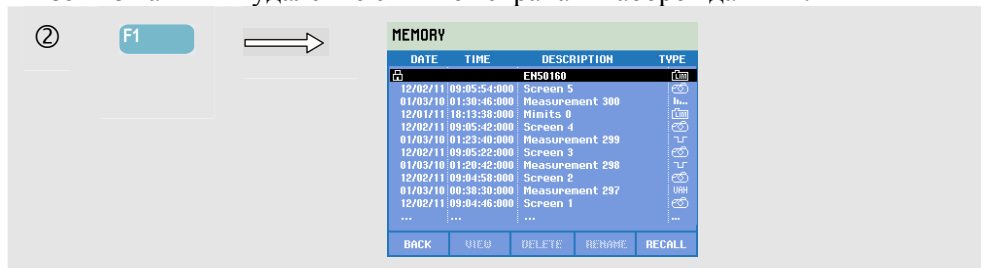 ② F1
MEMORY
DATE TIME DESCRIPTION TYPE
EN50160
12/02/11 09:05:54:000 Screen 5
01/03/10 01:30:46:000 Measurement 300
12/01/11 18:13:38:000 Mimits 0
12/02/11 09:05:42:000 Screen 4
01/03/10 01:23:40:000 Measurement 299
12/02/11 09:05:22:000 Screen 3
01/03/10 01:20:42:000 Measurement 298
12/02/11 09:04:58:000 Screen 2
01/03/10 00:38:30:000 Measurement 297 VAH
12/02/11 09:04:46:000 Screen 1
... ... ... ...
BACK VIEW DELETE RENAME RECALL